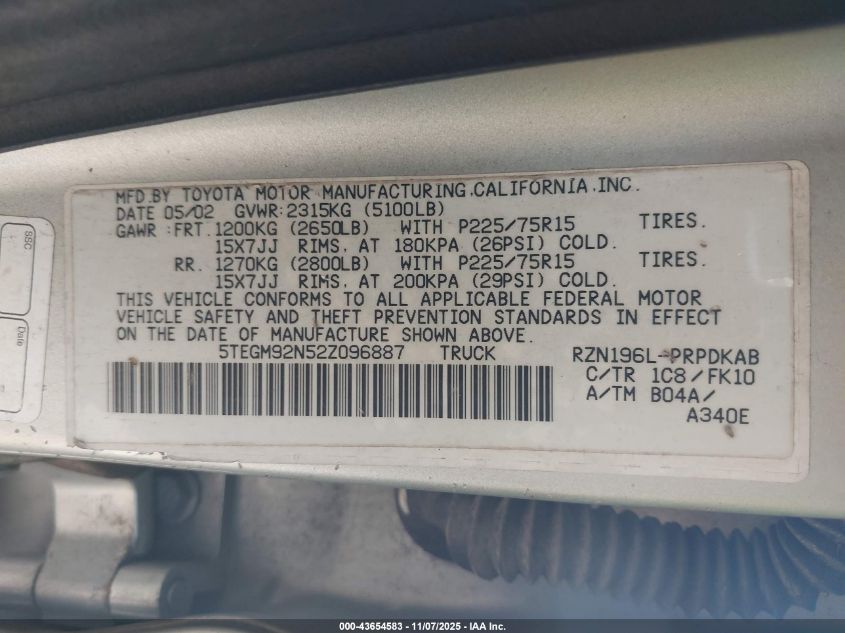 MFD.BY TOYOTA MOTOR MANUFACTURING,CALIFORNIA,INC.
DATE 05/02 GVWR:2315KG (5100LB)
GAWR :FRT.1200KG (2650LB) WITH P225/75R15 TIRES.
15X7JJ RIMS, AT 180KPA (26PSI) COLD.
RR. 1270KG (2800LB) WITH P225/75R15 TIRES.
15X7JJ RIMS, AT 200KPA (29PSI) COLD.
THIS VEHICLE CONFORMS TO ALL APPLICABLE FEDERAL MOTOR
VEHICLE SAFETY AND THEFT PREVENTION STANDARDS IN EFFECT
ON THE DATE OF MANUFACTURE SHOWN ABOVE.
5TEGM92N52Z096887 TRUCK RZN196L-PRPDKAB
C/TR 1C8/FK10
A/TM B04A/
A340E
SSC
Date
000-43654583 - 11/07/2025 - IAA Inc.